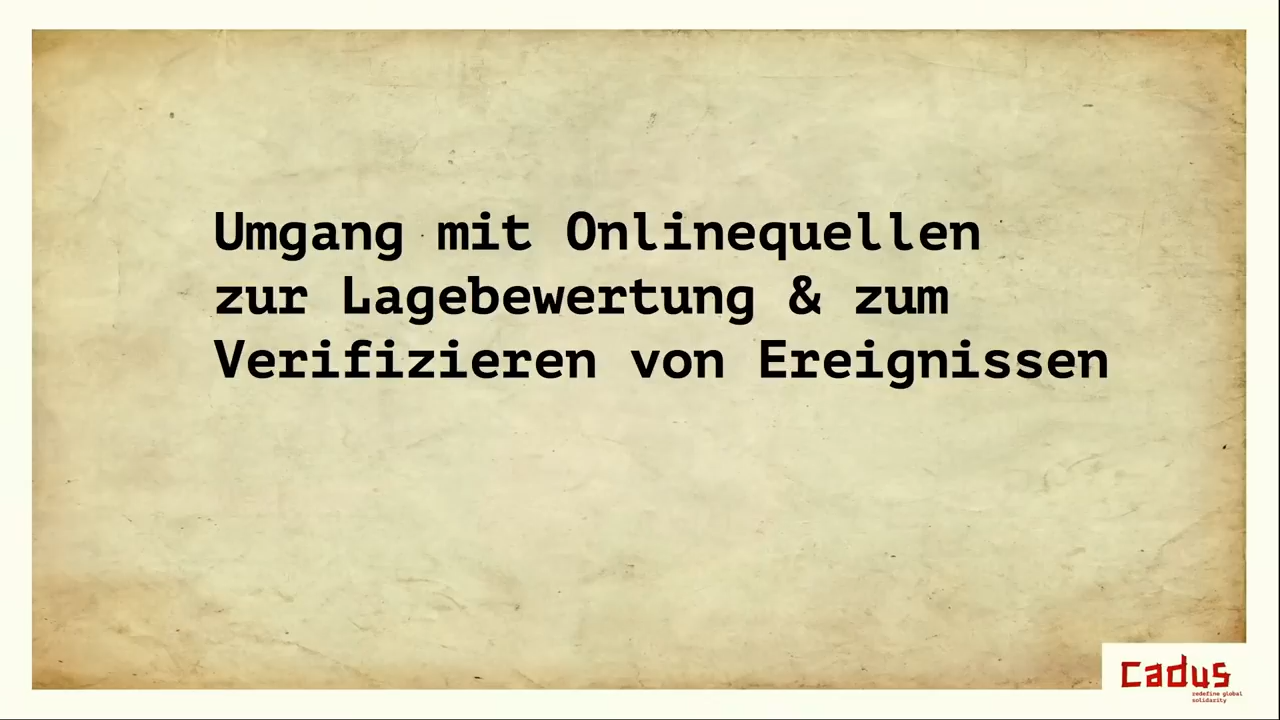 Umgang mit Onlinequellen
zur Lagebewertung & zum
Verifizieren von Ereignissen
cadus
redefine global
solidarity